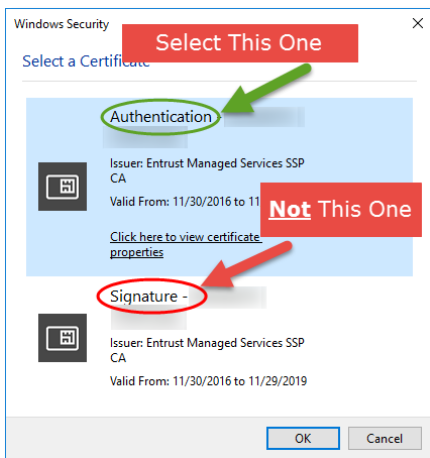 Windows Security
Select This One
Select a Certificate
Authentication -
Issuer: Entrust Managed Services SSP
CA
Valid From: 11/30/2016 to 11
Not This One
Click here to view certificate
properties
Signature -
Issuer: Entrust Managed Services SSP
CA
Valid From: 11/30/2016 to 11/29/2019
OK
Cancel